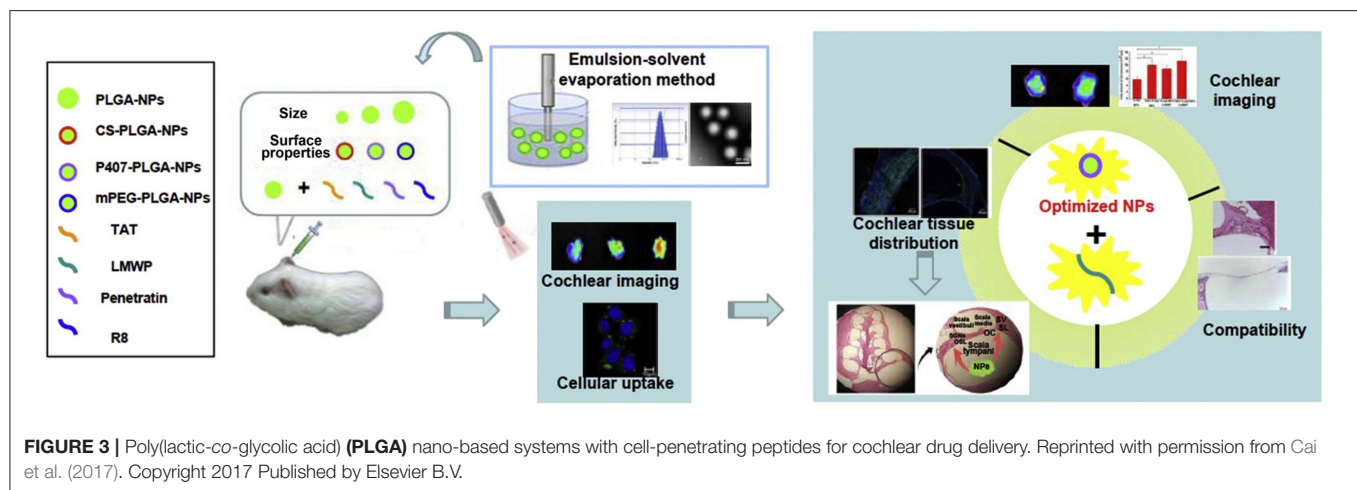 PLGA-NPs
CS-PLGA-NPs
P407-PLGA-NPs
mPEG-PLGA-NPs
TAT
LMWP
Penetratin
R8
Size
Surface
properties
+
Emulsion-solvent
evaporation method
Cochlear imaging
Cellular uptake
Cochlear
imaging
Cochlear tissue
distribution
Optimized NPs
+
Compatibility
Scala
vestibuli
Scala
media
SV
SL
OC
SGNs
OSL
Scala
tympani
NPs
FIGURE 3 | Poly(lactic-co-glycolic acid) (PLGA) nano-based systems with cell-penetrating peptides for cochlear drug delivery. Reprinted with permission from Cai
et al. (2017). Copyright 2017 Published by Elsevier B.V.